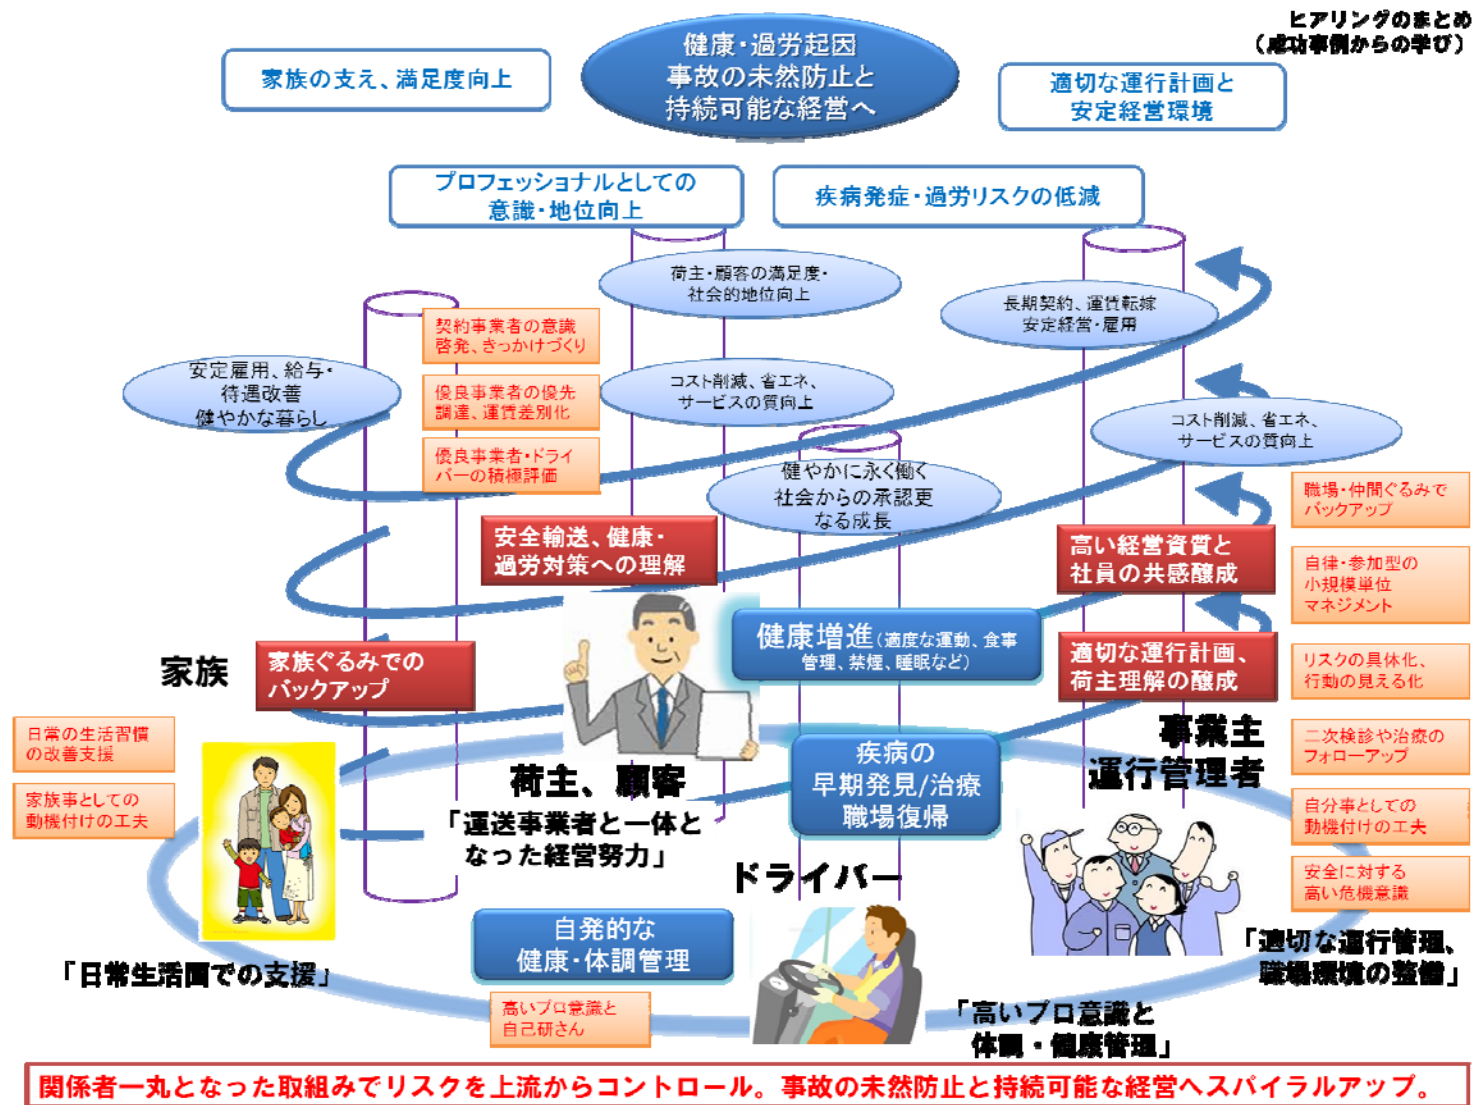 ヒアリングのまとめ
（成功事例からの学び）
健康・過労起因
事故の未然防止と
持続可能な経営へ
家族の支え、満足度向上
適切な運行計画と
安定経営環境
プロフェッショナルとしての
意識・地位向上
疾病発症・過労リスクの低減
荷主・顧客の満足度・
社会的地位向上
長期契約、運賃転嫁
安定経営・雇用
契約事業者の意識
啓発、きっかけづくり
安定雇用、給与・
待遇改善
健やかな暮らし
優良事業者の優先
調達、運賃差別化
コスト削減、省エネ、
サービスの質向上
コスト削減、省エネ、
サービスの質向上
優良事業者・ドライ
バーの積極評価
健やかに永く働く
社会からの承認更
なる成長
職場・仲間ぐるみで
バックアップ
安全輸送、健康・
過労対策への理解
高い経営資質と
社員の共感醸成
自律・参加型の
小規模単位
マネジメント
健康増進（適度な運動、食事
管理、禁煙、睡眠など）
家族
家族ぐるみでの
バックアップ
適切な運行計画、
荷主理解の醸成
リスクの具体化、
行動の見える化
日常の生活習慣
の改善支援
事業主
運行管理者
二次検診や治療の
フォローアップ
荷主、顧客
疾病の
早期発見/治療
職場復帰
家族事としての
動機付けの工夫
自分事としての
動機付けの工夫
「運送事業者と一体と
なった経営努力」
ドライバー
安全に対する
高い危機意識
自発的な
健康・体調管理
「日常生活面での支援」
「適切な運行管理、
職場環境の整備」
高いプロ意識と
自己研さん
「高いプロ意識と
体調・健康管理」
関係者一丸となった取組みでリスクを上流からコントロール。事故の未然防止と持続可能な経営へスパイラルアップ。